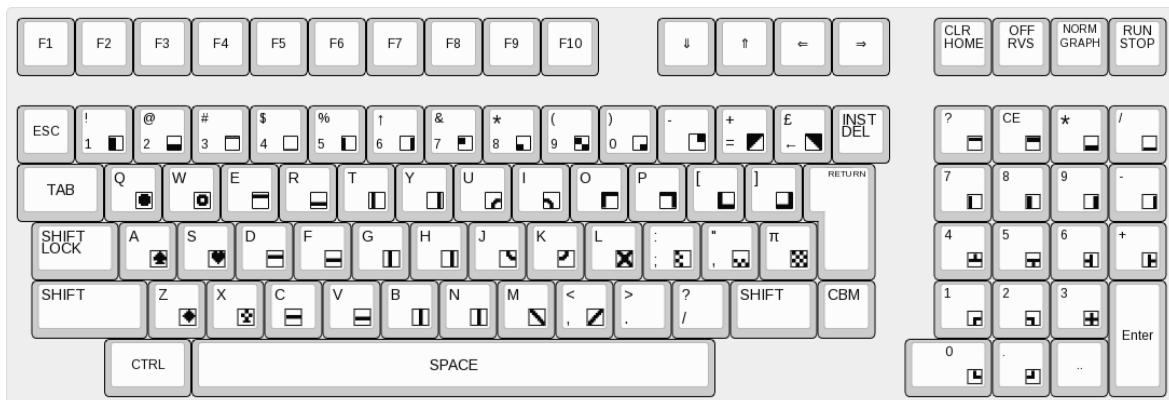 F1 F2 F3 F4 F5 F6 F7 F8 F9 F10 ⇓ ⇑ ⇐ ⇒ CLR OFF NORM RUN
HOME RVS GRAPH STOP
! @ # $ % ↑ & * ( ) - + £ INST ? CE * /
ESC 1 2 3 4 5 6 7 8 9 0 = ← DEL
TAB Q W E R T Y U I O P [ ] RETURN 7 8 9 -
SHIFT A S D F G H J K L : " π 4 5 6 +
LOCK ; ,
SHIFT Z X C V B N M < > ? SHIFT CBM 1 2 3
, . / Enter
CTRL SPACE 0 . ..